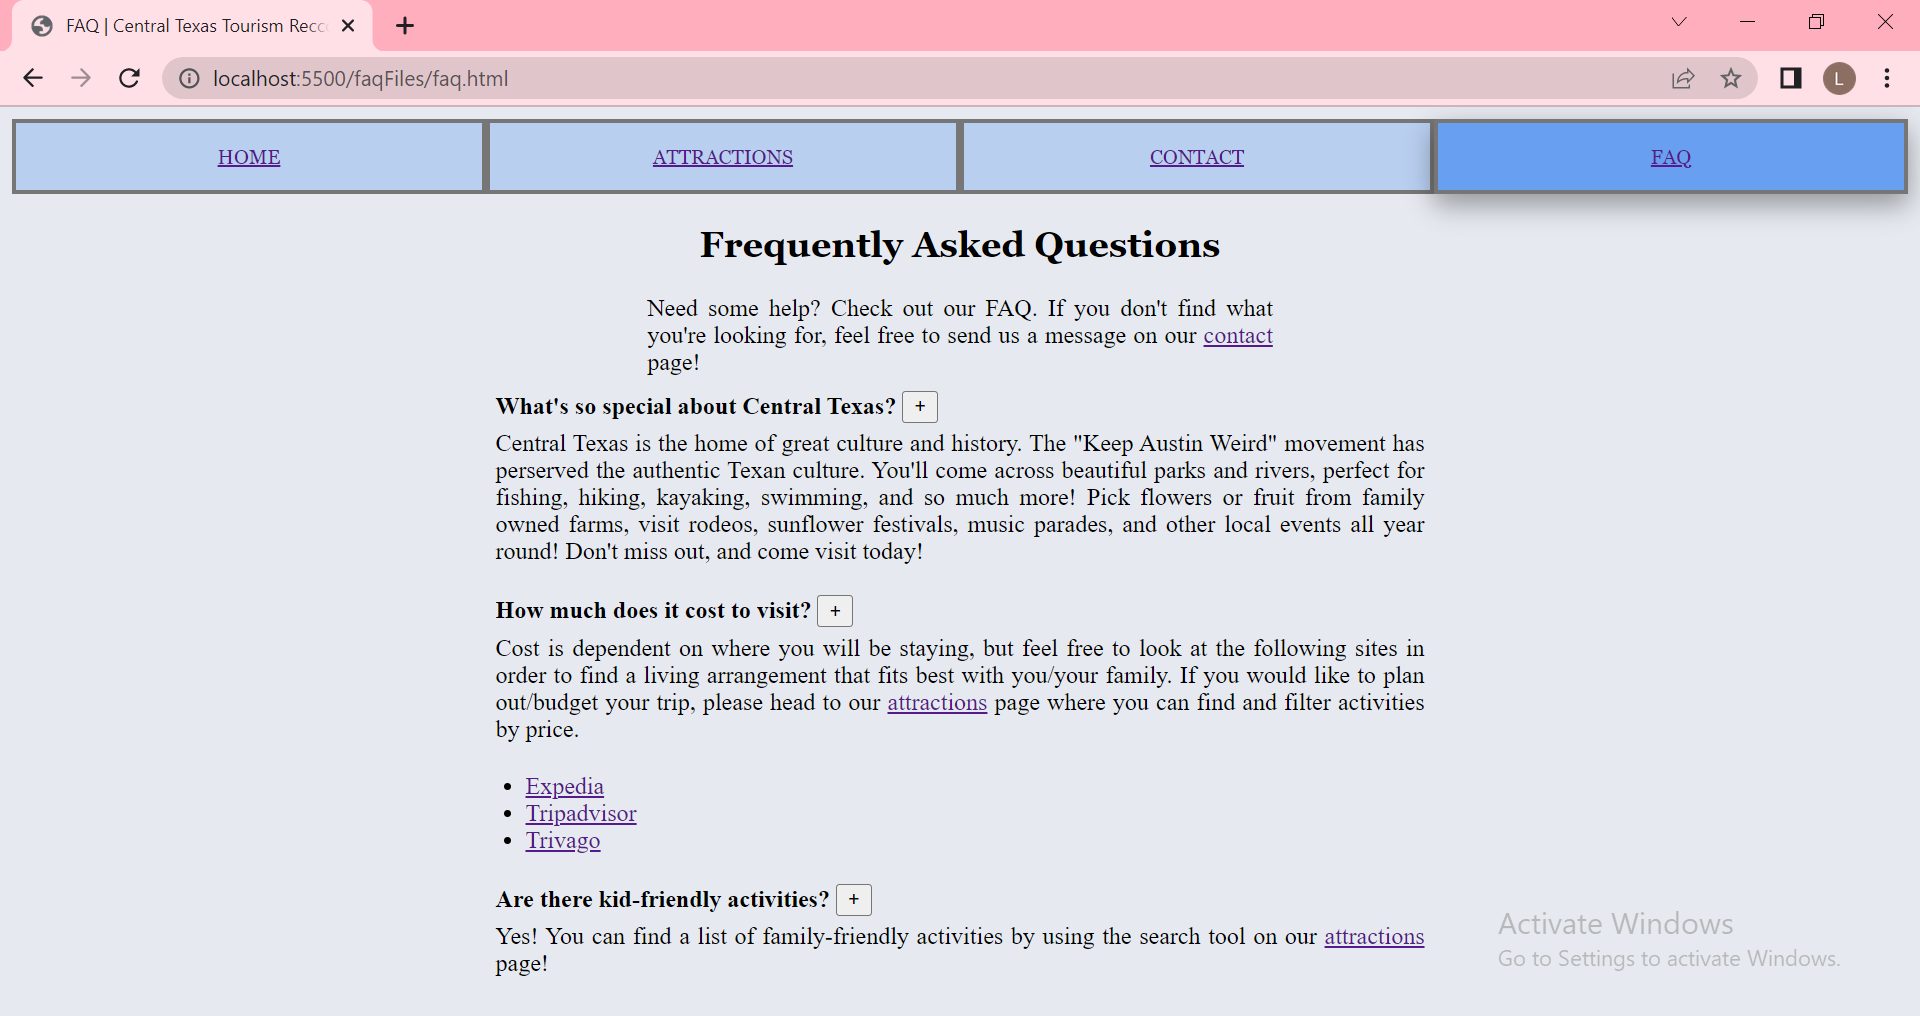 FAQ | Central Texas Tourism Recc
localhost:5500/faqFiles/faq.html
L
HOME
ATTRACTIONS
CONTACT
FAQ
Frequently Asked Questions
Need some help? Check out our FAQ. If you don't find what
you're looking for, feel free to send us a message on our contact
page!
What's so special about Central Texas? +
Central Texas is the home of great culture and history. The "Keep Austin Weird" movement has
perserved the authentic Texan culture. You'll come across beautiful parks and rivers, perfect for
fishing, hiking, kayaking, swimming, and so much more! Pick flowers or fruit from family
owned farms, visit rodeos, sunflower festivals, music parades, and other local events all year
round! Don't miss out, and come visit today!
How much does it cost to visit? +
Cost is dependent on where you will be staying, but feel free to look at the following sites in
order to find a living arrangement that fits best with you/your family. If you would like to plan
out/budget your trip, please head to our attractions page where you can find and filter activities
by price.
• Expedia
• Tripadvisor
• Trivago
Are there kid-friendly activities? +
Yes! You can find a list of family-friendly activities by using the search tool on our attractions
page!
Activate Windows
Go to Settings to activate Windows.